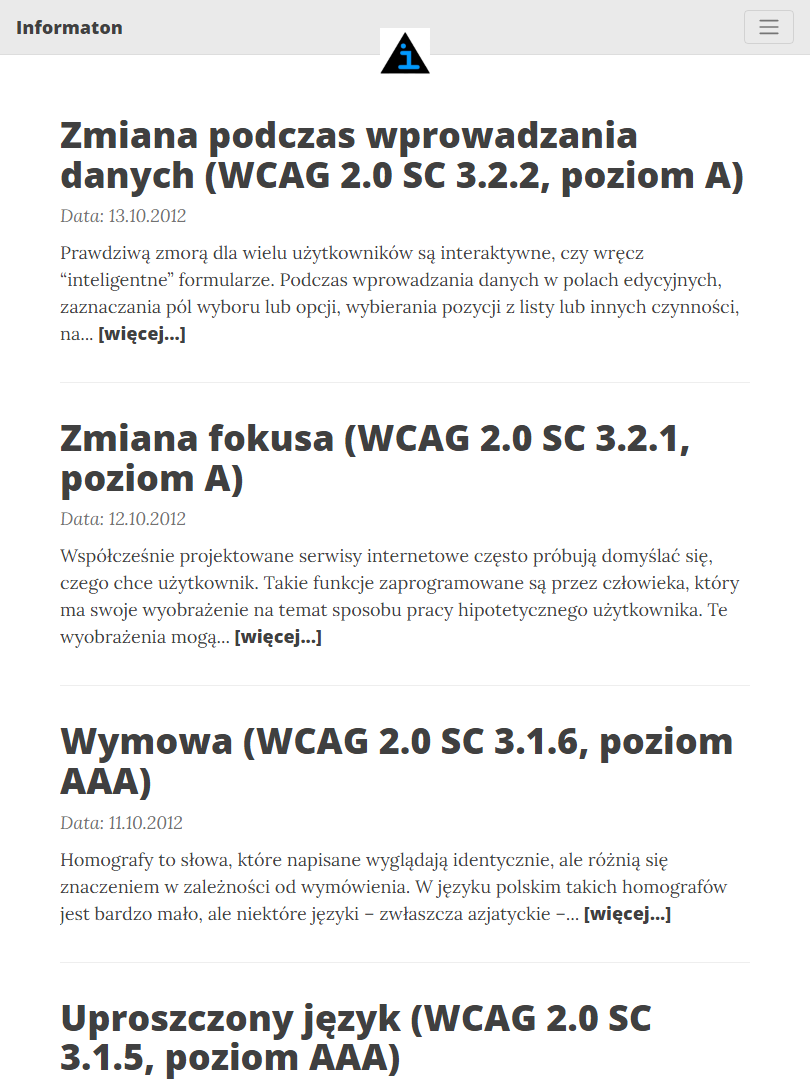 Informaton
i
Zmiana podczas wprowadzania
danych (WCAG 2.0 SC 3.2.2, poziom A)
Data: 13.10.2012
Prawdziwą zmorą dla wielu użytkowników są interaktywne, czy wręcz
“inteligentne” formularze. Podczas wprowadzania danych w polach edycyjnych,
zaznaczania pól wyboru lub opcji, wybierania pozycji z listy lub innych czynności,
na... [więcej...]
Zmiana fokusa (WCAG 2.0 SC 3.2.1,
poziom A)
Data: 12.10.2012
Współcześnie projektowane serwisy internetowe często próbują domyślać się,
czego chce użytkownik. Takie funkcje zaprogramowane są przez człowieka, który
ma swoje wyobrażenie na temat sposobu pracy hipotetycznego użytkownika. Te
wyobrażenia mogą... [więcej...]
Wymowa (WCAG 2.0 SC 3.1.6, poziom
AAA)
Data: 11.10.2012
Homografy to słowa, które napisane wyglądają identycznie, ale różnią się
znaczeniem w zależności od wymówienia. W języku polskim takich homografów
jest bardzo mało, ale niektóre języki – zwłaszcza azjatyckie –... [więcej...]
Uproszczony język (WCAG 2.0 SC
3.1.5, poziom AAA)